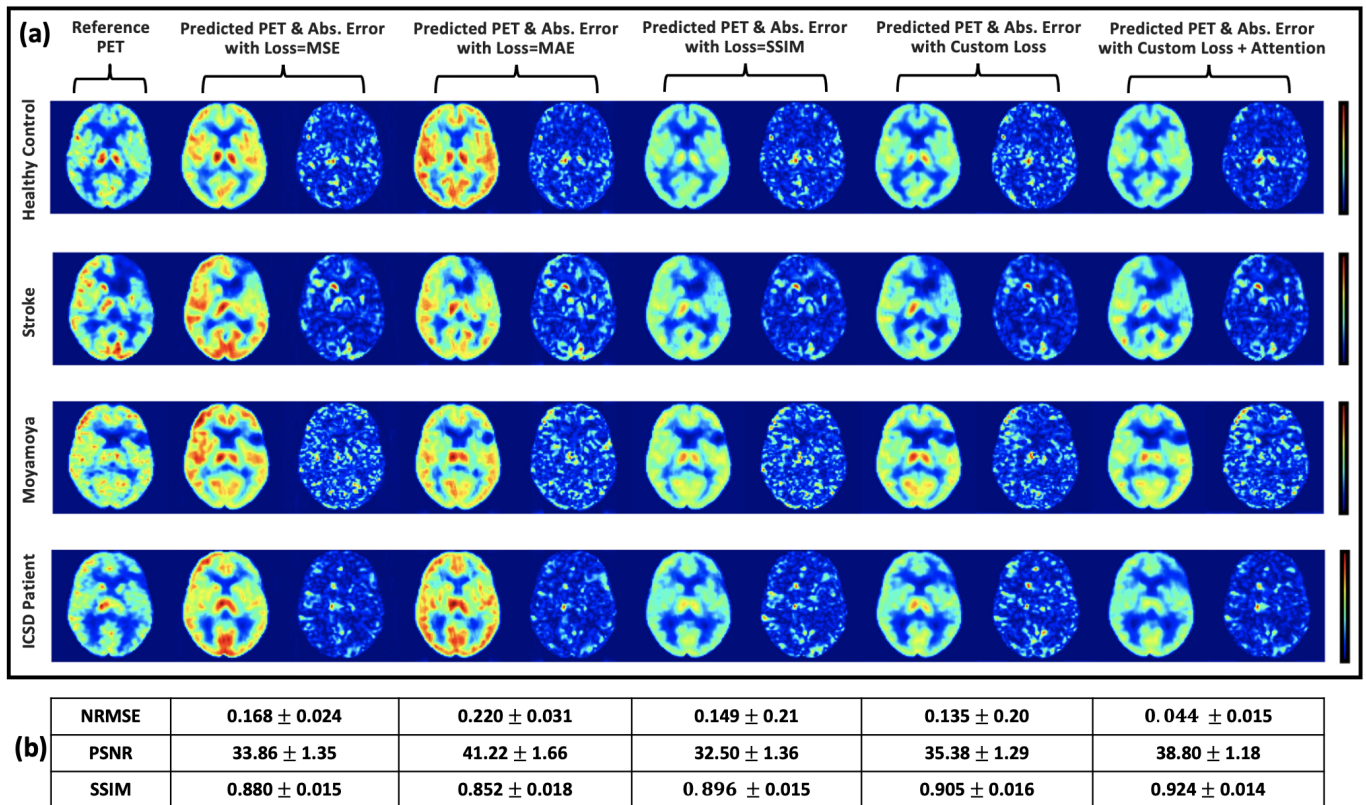 (a)
Reference
PET
Predicted PET & Abs. Error
with Loss=MSE
Predicted PET & Abs. Error
with Loss=MAE
Predicted PET & Abs. Error
with Loss=SSIM
Predicted PET & Abs. Error
with Custom Loss
Predicted PET & Abs. Error
with Custom Loss + Attention
Healthy Control
Stroke
Moyamoya
ICSD Patient
(b)
NRMSE 0.168 ± 0.024 0.220 ± 0.031 0.149 ± 0.21 0.135 ± 0.20 0.044 ± 0.015
PSNR 33.86 ± 1.35 41.22 ± 1.66 32.50 ± 1.36 35.38 ± 1.29 38.80 ± 1.18
SSIM 0.880 ± 0.015 0.852 ± 0.018 0.896 ± 0.015 0.905 ± 0.016 0.924 ± 0.014